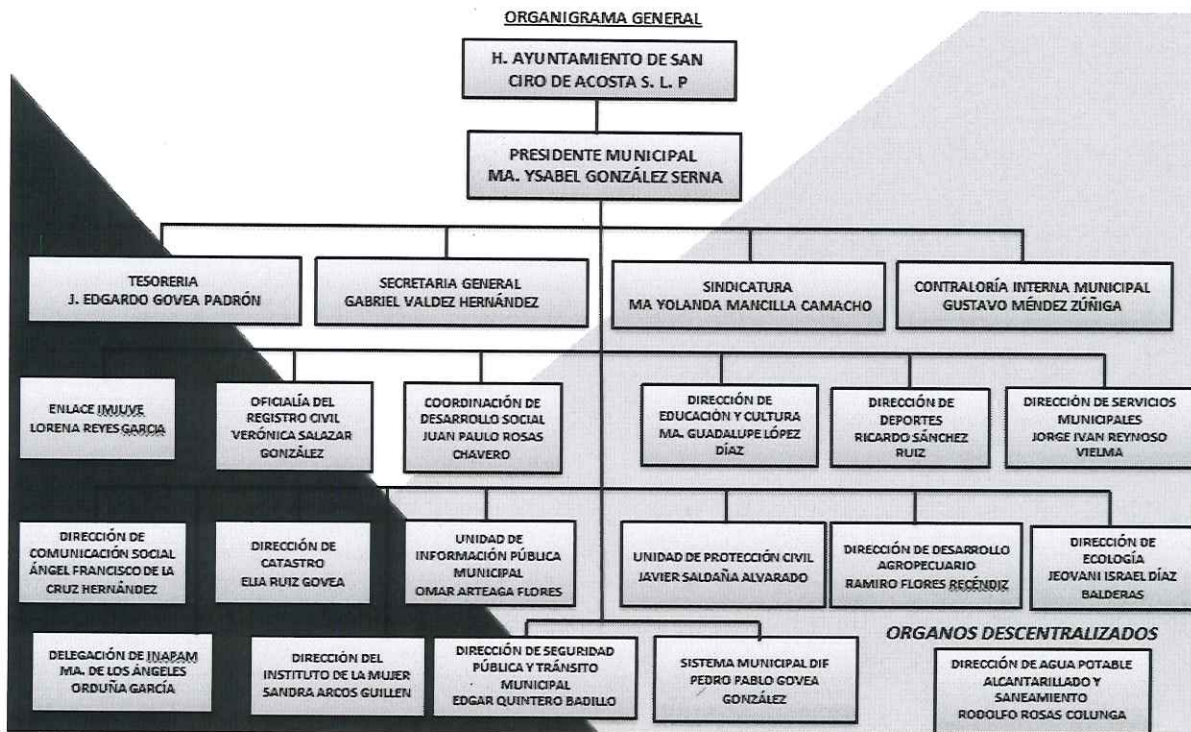 ORGANIGRAMA GENERAL
H. AYUNTAMIENTO DE SAN
CIRO DE ACOSTA S. L. P
PRESIDENTE MUNICIPAL
MA. YSABEL GONZÁLEZ SERNA
TESORERIA
J. EDGARDO GOVEA PADRÓN
SECRETARIA GENERAL
GABRIEL VALDEZ HERNÁNDEZ
SINDICATURA
MA YOLANDA MANCILLA CAMACHO
CONTRALORÍA INTERNA MUNICIPAL
GUSTAVO MÉNDEZ ZÚÑIGA
ENLACE IMJUVE
LORENA REYES GARCIA
OFICIALÍA DEL
REGISTRO CIVIL
VERÓNICA SALAZAR
GONZÁLEZ
COORDINACIÓN DE
DESARROLLO SOCIAL
JUAN PAULO ROSAS
CHAVERO
DIRECCIÓN DE
EDUCACIÓN Y CULTURA
MA. GUADALUPE LÓPEZ
DÍAZ
DIRECCIÓN DE
DEPORTES
RICARDO SÁNCHEZ
RUIZ
DIRECCIÓN DE SERVICIOS
MUNICIPALES
JORGE IVAN REYNOSO
VIELMA
DIRECCIÓN DE
COMUNICACIÓN SOCIAL
ÁNGEL FRANCISCO DE LA
CRUZ HERNÁNDEZ
DIRECCIÓN DE
CATASTRO
ELIA RUIZ GOVEA
UNIDAD DE
INFORMACIÓN PÚBLICA
MUNICIPAL
OMAR ARTEAGA FLORES
UNIDAD DE PROTECCIÓN CIVIL
JAVIER SALDAÑA ALVARADO
DIRECCIÓN DE DESARROLLO
AGROPECUARIO
RAMIRO FLORES RECÉNDIZ
DIRECCIÓN DE
ECOLOGÍA
JEOVANI ISRAEL DÍAZ
BALDERAS
DELEGACIÓN DE INAPAM
MA. DE LOS ÁNGELES
ORDUÑA GARCÍA
DIRECCIÓN DEL
INSTITUTO DE LA MUJER
SANDRA ARCOS GUILLEN
DIRECCIÓN DE SEGURIDAD
PÚBLICA Y TRÁNSITO
MUNICIPAL
EDGAR QUINTERO BADILLO
SISTEMA MUNICIPAL DIF
PEDRO PABLO GOVEA
GONZÁLEZ
ORGANOS DESCENTRALIZADOS
DIRECCIÓN DE AGUA POTABLE
ALCANTARILLADO Y
SANEAMIENTO
RODOLFO ROSAS COLUNGA